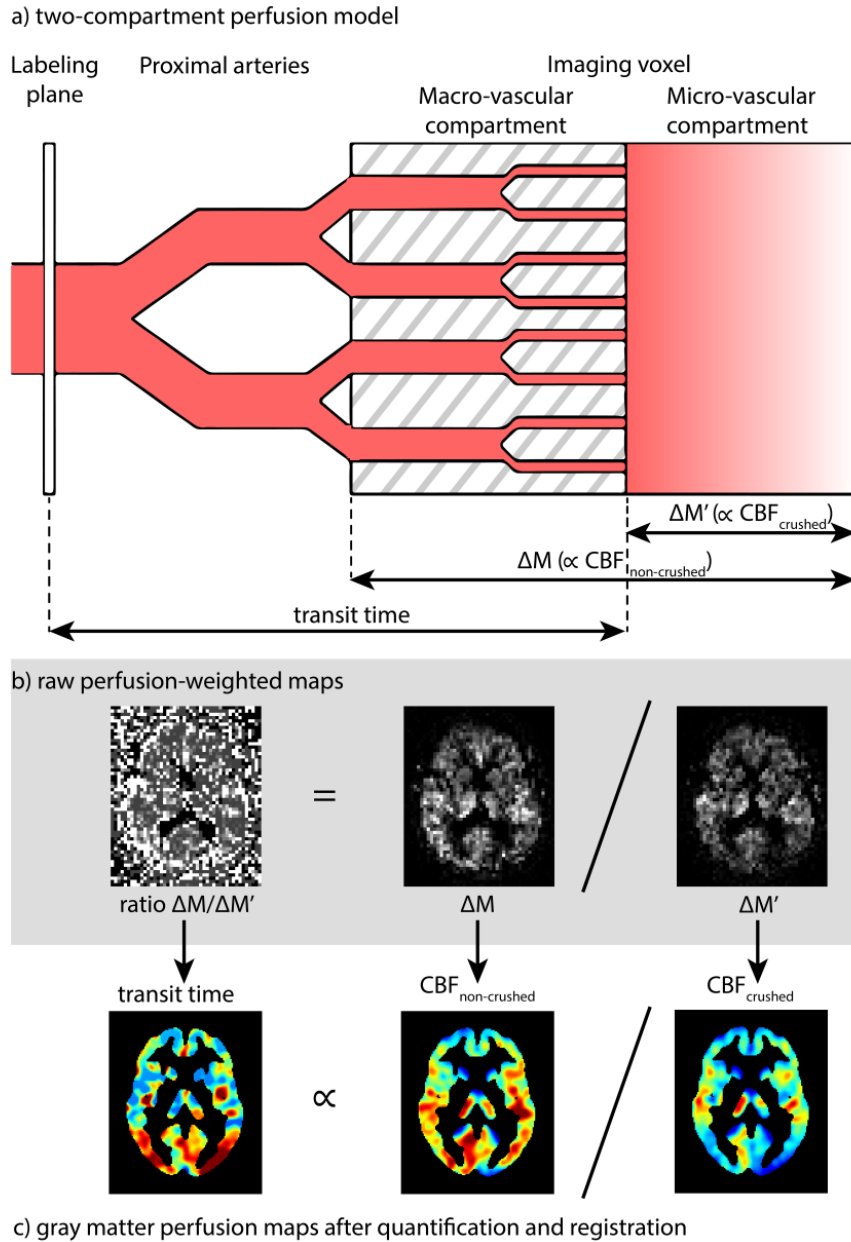 a) two-compartment perfusion model
Labeling plane
Proximal arteries
Imaging voxel
Macro-vascular compartment
Micro-vascular compartment
ΔM' (∝ CBFcrushed)
ΔM (∝ CBFnon-crushed)
transit time
b) raw perfusion-weighted maps
=
ratio ΔM/ΔM'
ΔM
ΔM'
transit time
CBFnon-crushed
CBFcrushed
∝
c) gray matter perfusion maps after quantification and registration